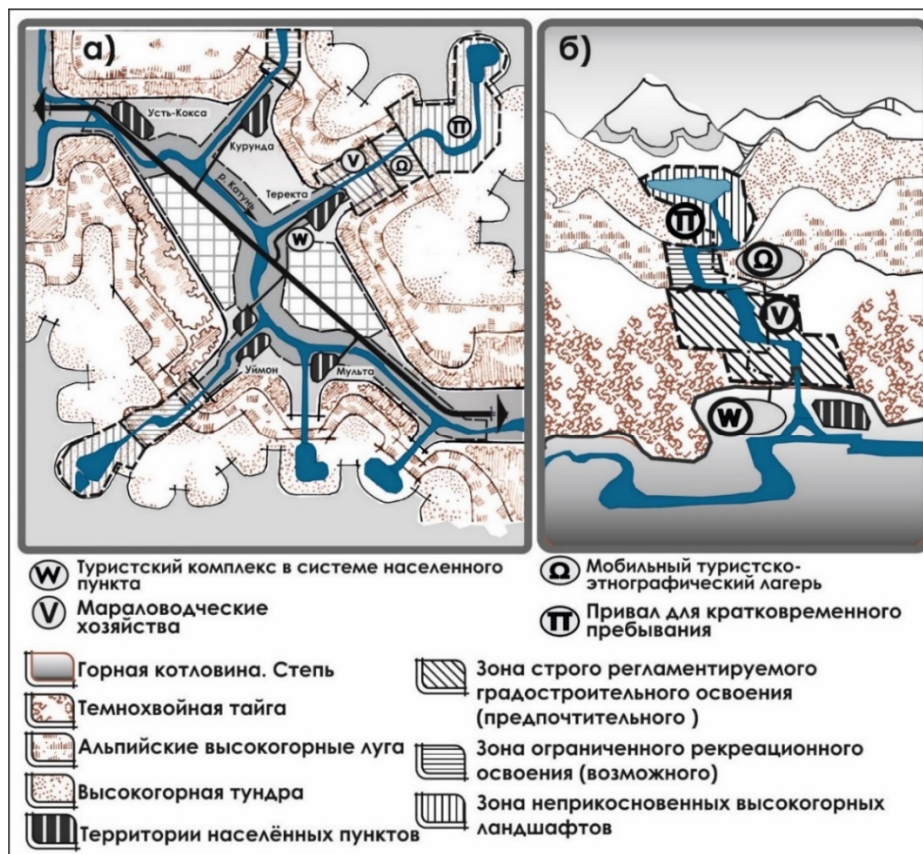 а)
б)
Усть-Кокса
Курунда
р. Катунь
Теректа
Уймон
Мульта
П
V
Ω
W
П
Ω
V
W
W Туристский комплекс в системе населенного
пункта
V Мараловодческие
хозяйства
Горная котловина. Степь
Темнохвойная тайга
Альпийские высокогорные луга
Высокогорная тундра
Территории населённых пунктов
Ω Мобильный туристско-
этнографический лагерь
П Привал для кратковременного
пребывания
Зона строго регламентируемого
градостроительного освоения
(предпочтительного )
Зона ограниченного рекреационного
освоения (возможного)
Зона неприкосновенных высокогорных
ландшафтов